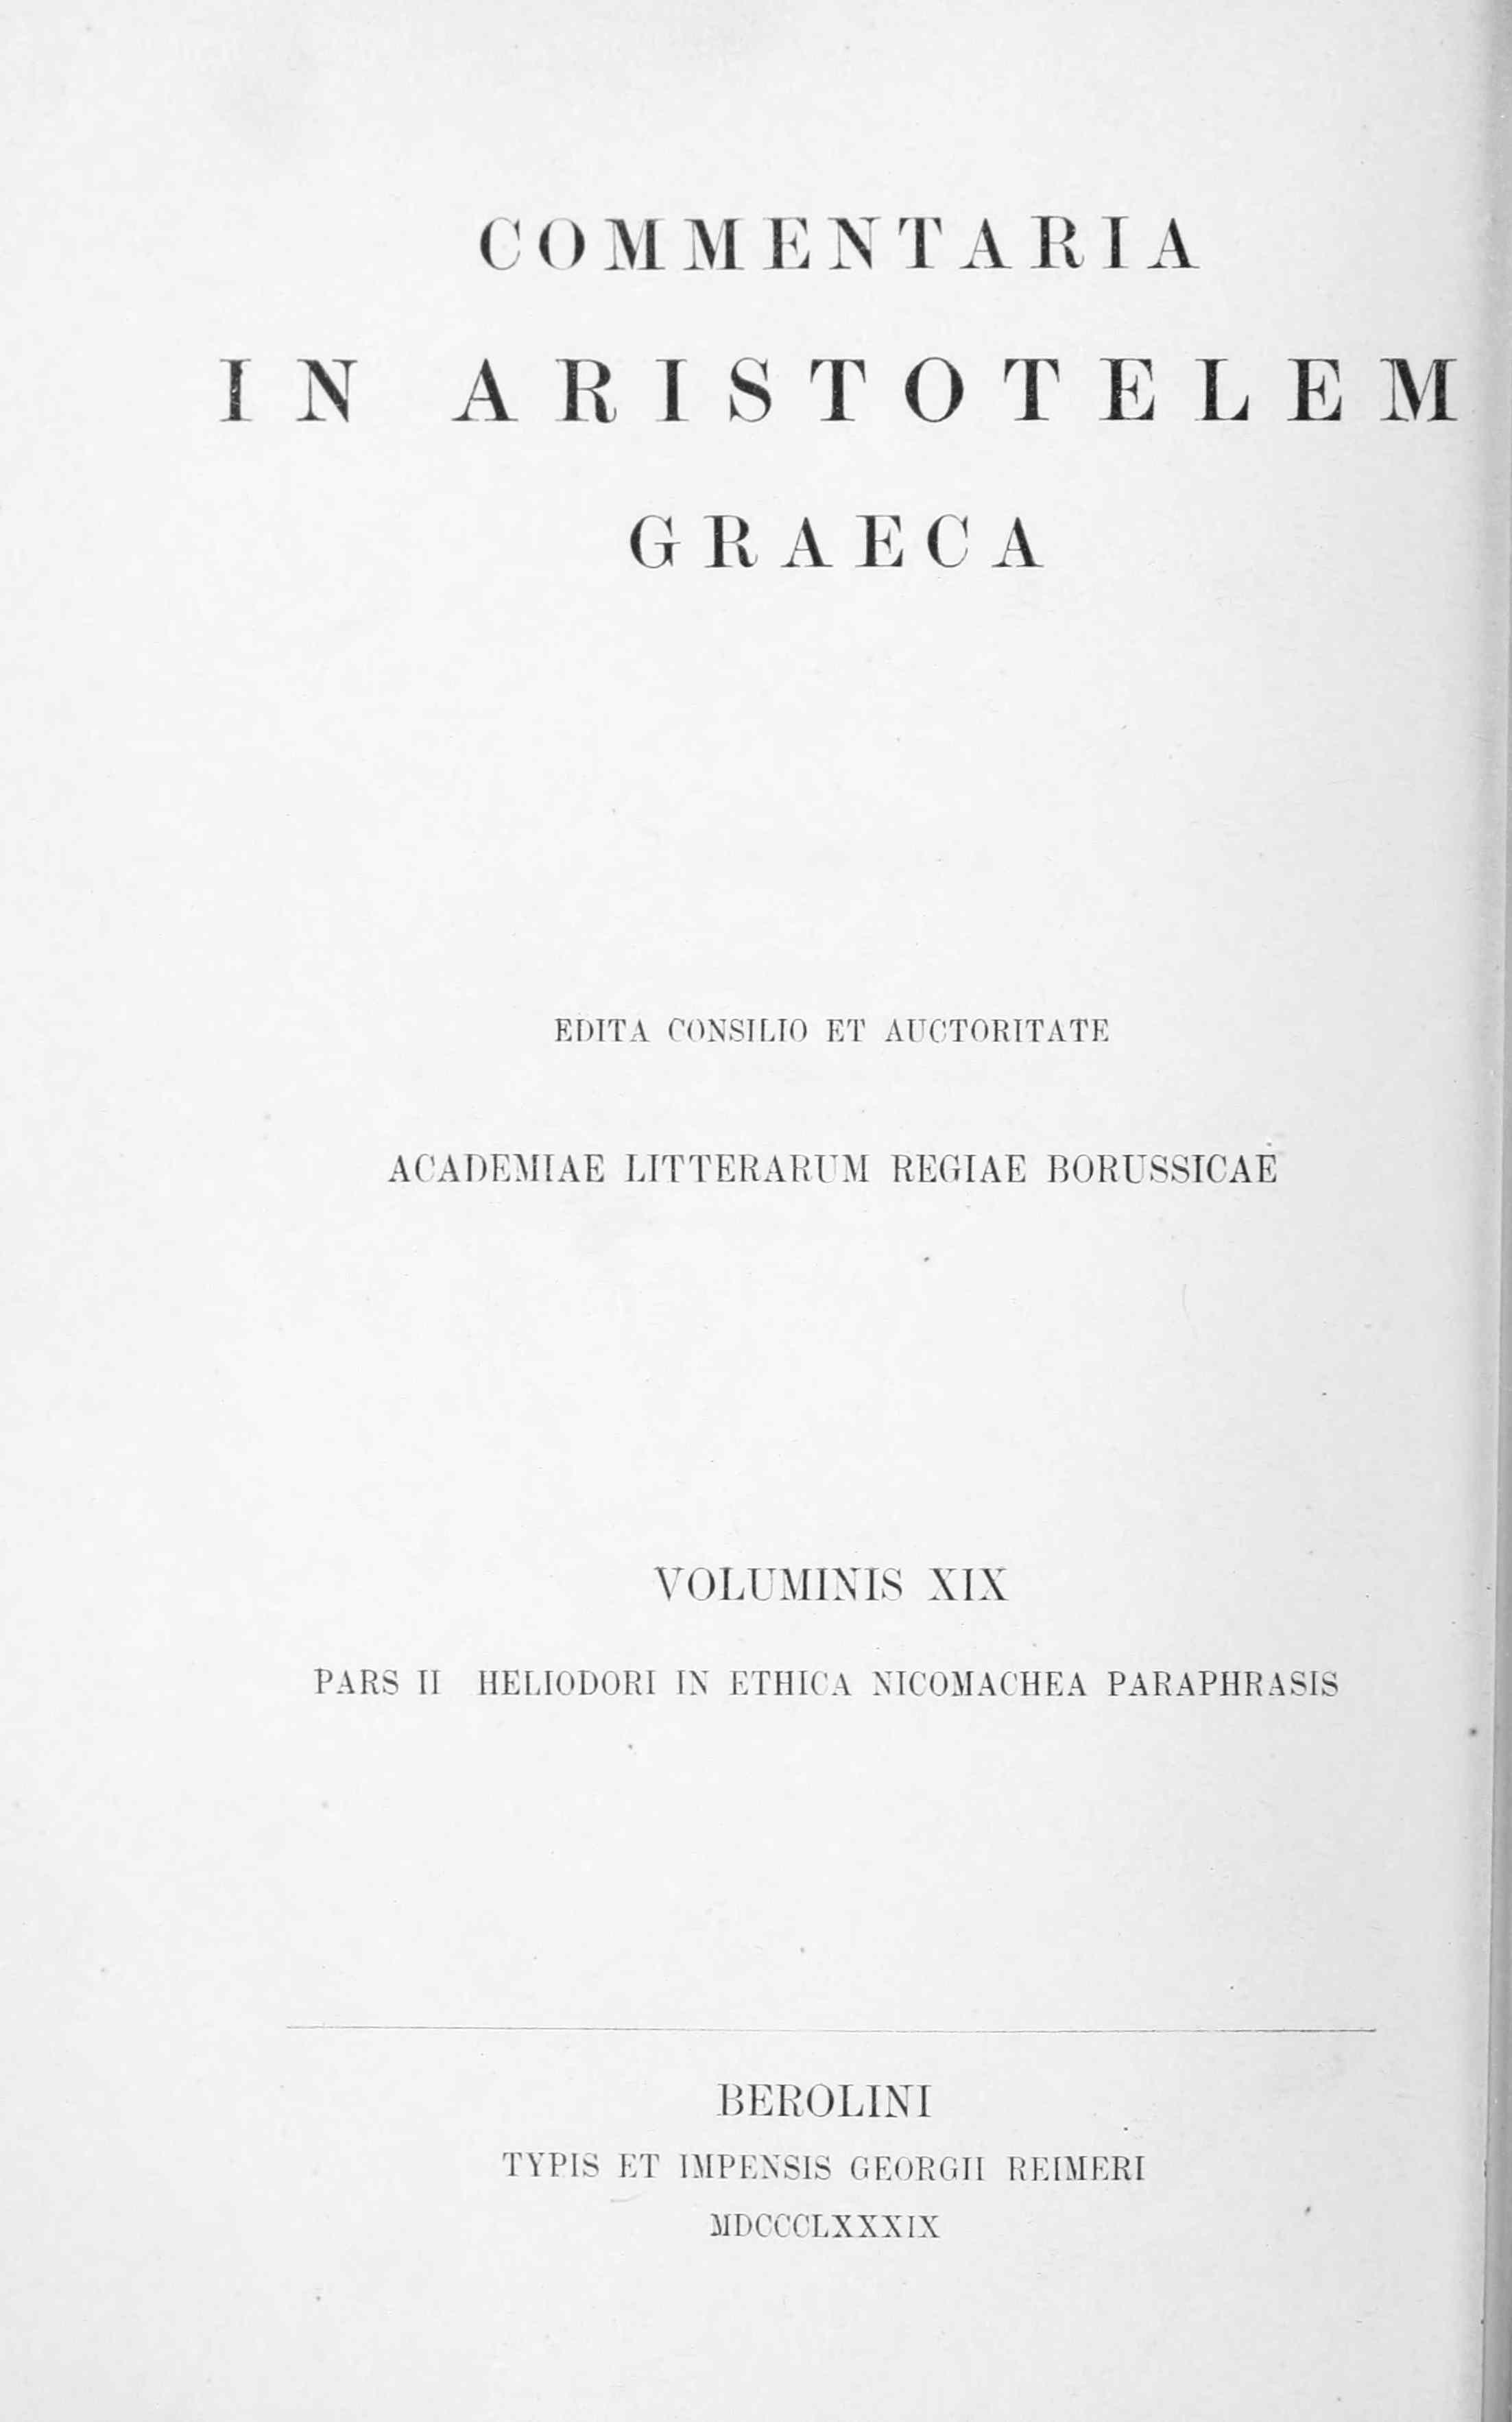 COMMENTARIA
IN ARISTOTELEM
GRAECA
EDITA CONSILIO ET AUCTORITATE
ACADEMIAE LITTERARUM REGIAE BORUSSICAE
VOLUMINIS XIX
PARS II HELIODORI IN ETHICA NICOMACHEA PARAPHRASIS
BEROLINI
TYPIS ET IMPENSIS GEORGII REIMERI
MDCCCLXXXIX